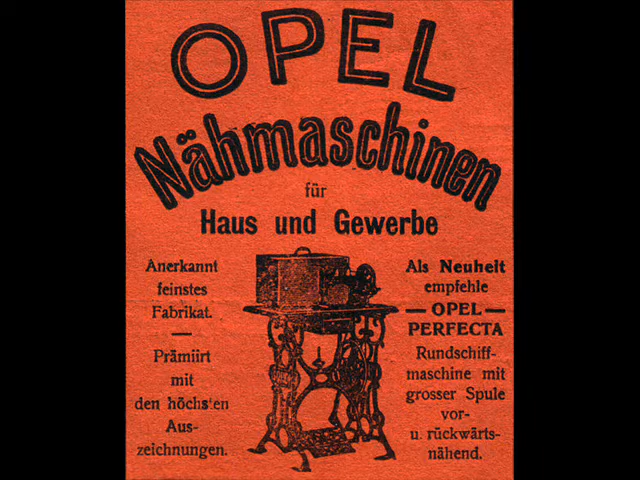 OPEL
Nähmaschinen
für
Haus und Gewerbe
Anerkannt
feinstes
Fabrikat.
Prämiirt
mit
den höchsten
Aus-
zeichnungen.
Als Neuheit
empfehle
— OPEL —
PERFECTA
Rundschiff-
maschine mit
grosser Spule
vor-
u. rückwärts-
nähend.